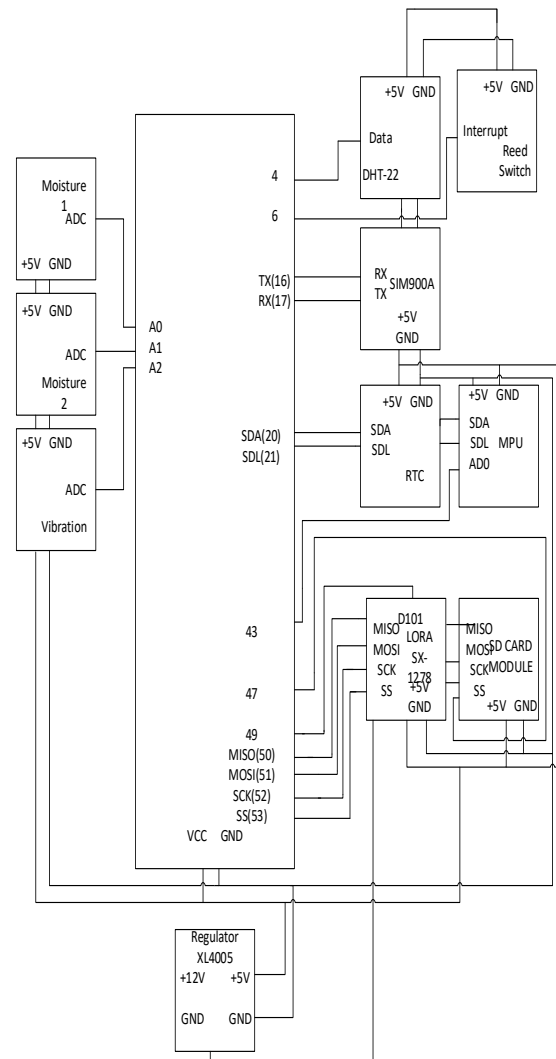 +5V GND
Data
DHT-22
+5V GND
Interrupt
Reed
Switch
Moisture
1
ADC
+5V GND
+5V GND
ADC
Moisture
2
+5V GND
ADC
Vibration
4
6
TX(16)
RX(17)
A0
A1
A2
SDA(20)
SDL(21)
43
47
49
MISO(50)
MOSI(51)
SCK(52)
SS(53)
VCC GND
RX
TX
SIM900A
+5V
GND
+5V GND
SDA
SDL
RTC
+5V GND
SDA
SDL
AD0
MPU
D101
MISO
MOSI
SCK
SS
LORA
SX-
1278
+5V
GND
MISO
MOSI
SCK
SS
SD CARD
MODULE
+5V GND
Regulator
XL4005
+12V +5V
GND GND